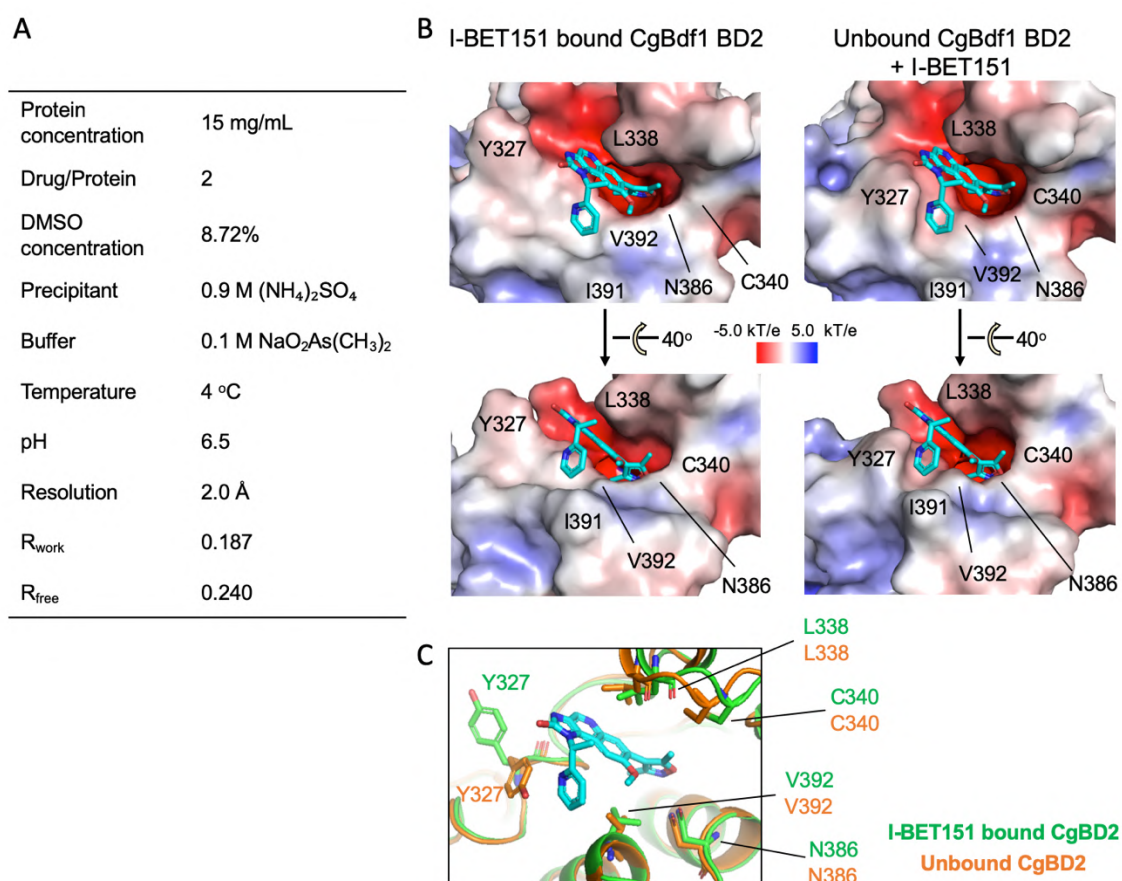 A
Protein concentration 15 mg/mL
Drug/Protein 2
DMSO concentration 8.72%
Precipitant 0.9 M (NH₄)₂SO₄
Buffer 0.1 M NaO₂As(CH₃)₂
Temperature 4 °C
pH 6.5
Resolution 2.0 Å
R_work 0.187
R_free 0.240
B
I-BET151 bound CgBdf1 BD2
Unbound CgBdf1 BD2
+ I-BET151
L338
Y327
V392
I391
N386
C340
L338
Y327
C340
V392
I391
N386
-5.0 kT/e 5.0 kT/e
40°
40°
L338
Y327
C340
I391
V392
N386
L338
Y327
C340
I391
V392
N386
C
Y327
Y327
L338
L338
C340
C340
V392
V392
N386
N386
I-BET151 bound CgBD2
Unbound CgBD2